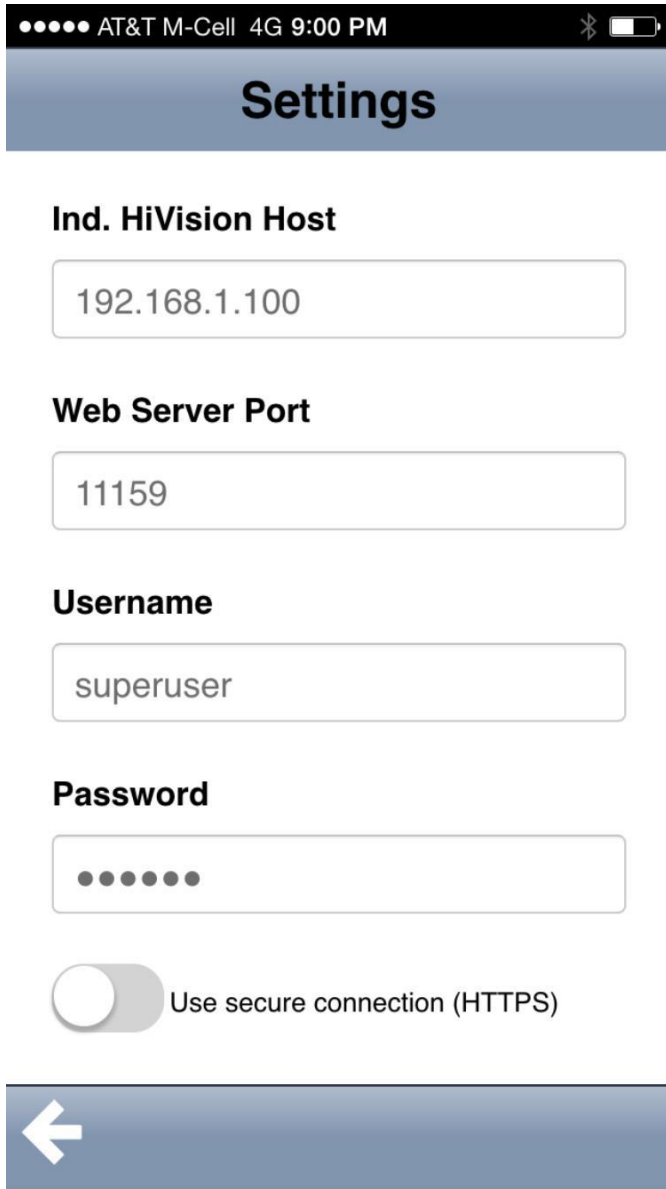 AT&T M-Cell 4G 9:00 PM
Settings
Ind. HiVision Host
192.168.1.100
Web Server Port
11159
Username
superuser
Password
●●●●●●
Use secure connection (HTTPS)